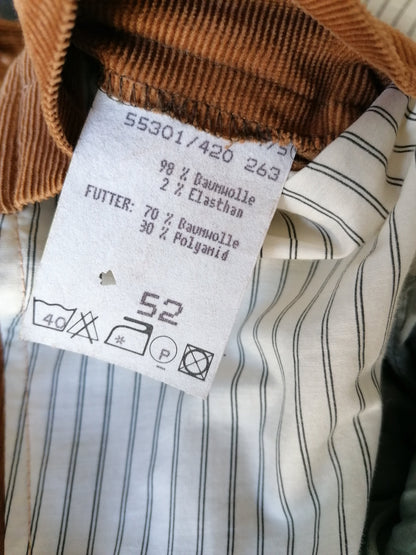 55301/420 263
98 % Baumwolle
2 % Elasthan
FUTTER: 70 % Baumwolle
30 % Polyamid
52
40 P